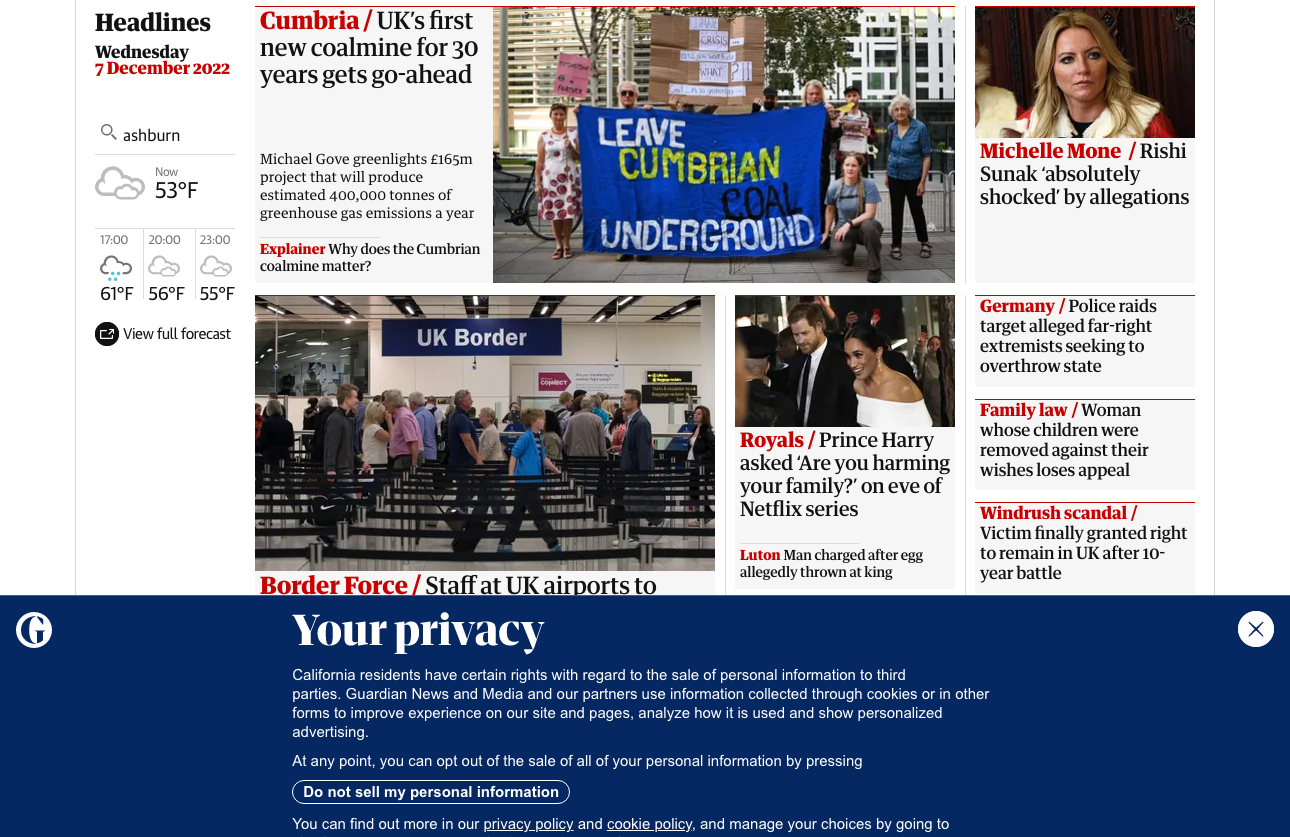 Headlines
Wednesday
7 December 2022
ashburn
Now
53°F
17:00
20:00
23:00
61°F
56°F
55°F
View full forecast
Cumbria / UK’s first
new coalmine for 30
years gets go-ahead
Michael Gove greenlights £165m
project that will produce
estimated 400,000 tonnes of
greenhouse gas emissions a year
Explainer Why does the Cumbrian
coalmine matter?
CRISIS
WHAT ?!
LEAVE
CUMBRIAN
COAL
UNDERGROUND
Michelle Mone / Rishi
Sunak ‘absolutely
shocked’ by allegations
UK Border
CONNECT
Border Force / Staff at UK airports to
Royals / Prince Harry
asked ‘Are you harming
your family?’ on eve of
Netflix series
Luton Man charged after egg
allegedly thrown at king
Germany / Police raids
target alleged far-right
extremists seeking to
overthrow state
Family law / Woman
whose children were
removed against their
wishes loses appeal
Windrush scandal /
Victim finally granted right
to remain in UK after 10-
year battle
G
Your privacy
California residents have certain rights with regard to the sale of personal information to third
parties. Guardian News and Media and our partners use information collected through cookies or in other
forms to improve experience on our site and pages, analyze how it is used and show personalized
advertising.
At any point, you can opt out of the sale of all of your personal information by pressing
Do not sell my personal information
You can find out more in our privacy policy and cookie policy, and manage your choices by going to